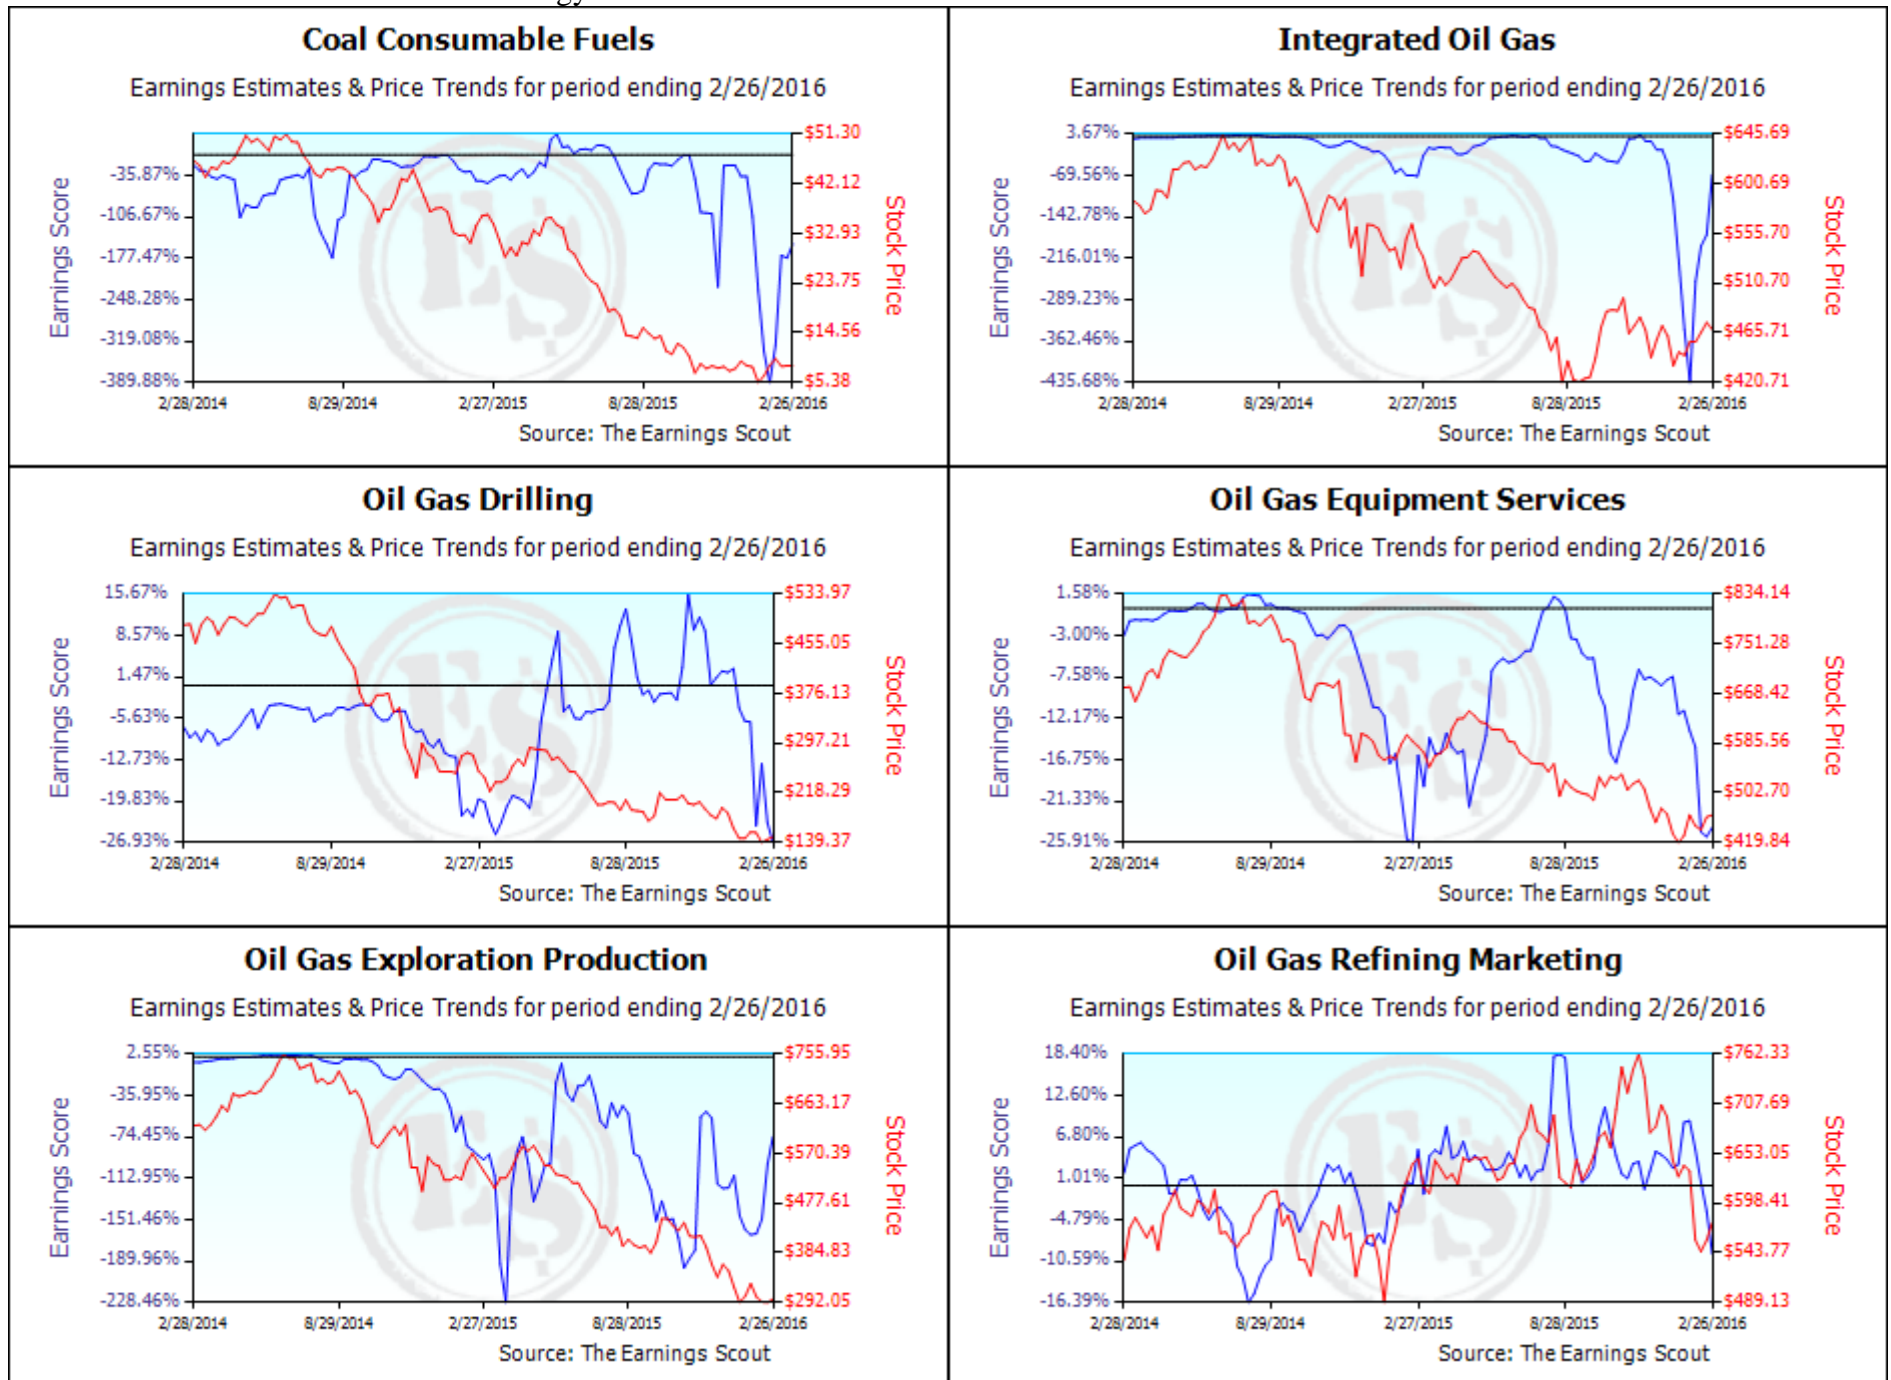 Coal Consumable Fuels
Earnings Estimates & Price Trends for period ending 2/26/2016
Earnings Score
-35.87%
-106.67%
-177.47%
-248.28%
-319.08%
-389.88%
$51.30
$42.12
$32.93
$23.75
$14.56
$5.38
Stock Price
ES
2/28/2014 8/29/2014 2/27/2015 8/28/2015 2/26/2016
Source: The Earnings Scout
Integrated Oil Gas
Earnings Estimates & Price Trends for period ending 2/26/2016
Earnings Score
3.67%
-69.56%
-142.78%
-216.01%
-289.23%
-362.46%
-435.68%
$645.69
$600.69
$555.70
$510.70
$465.71
$420.71
Stock Price
ES
2/28/2014 8/29/2014 2/27/2015 8/28/2015 2/26/2016
Source: The Earnings Scout
Oil Gas Drilling
Earnings Estimates & Price Trends for period ending 2/26/2016
Earnings Score
15.67%
8.57%
1.47%
-5.63%
-12.73%
-19.83%
-26.93%
$533.97
$455.05
$376.13
$297.21
$218.29
$139.37
Stock Price
ES
2/28/2014 8/29/2014 2/27/2015 8/28/2015 2/26/2016
Source: The Earnings Scout
Oil Gas Equipment Services
Earnings Estimates & Price Trends for period ending 2/26/2016
Earnings Score
1.58%
-3.00%
-7.58%
-12.17%
-16.75%
-21.33%
-25.91%
$834.14
$751.28
$668.42
$585.56
$502.70
$419.84
Stock Price
ES
2/28/2014 8/29/2014 2/27/2015 8/28/2015 2/26/2016
Source: The Earnings Scout
Oil Gas Exploration Production
Earnings Estimates & Price Trends for period ending 2/26/2016
Earnings Score
2.55%
-35.95%
-74.45%
-112.95%
-151.46%
-189.96%
-228.46%
$755.95
$663.17
$570.39
$477.61
$384.83
$292.05
Stock Price
ES
2/28/2014 8/29/2014 2/27/2015 8/28/2015 2/26/2016
Source: The Earnings Scout
Oil Gas Refining Marketing
Earnings Estimates & Price Trends for period ending 2/26/2016
Earnings Score
18.40%
12.60%
6.80%
1.01%
-4.79%
-10.59%
-16.39%
$762.33
$707.69
$653.05
$598.41
$543.77
$489.13
Stock Price
ES
2/28/2014 8/29/2014 2/27/2015 8/28/2015 2/26/2016
Source: The Earnings Scout